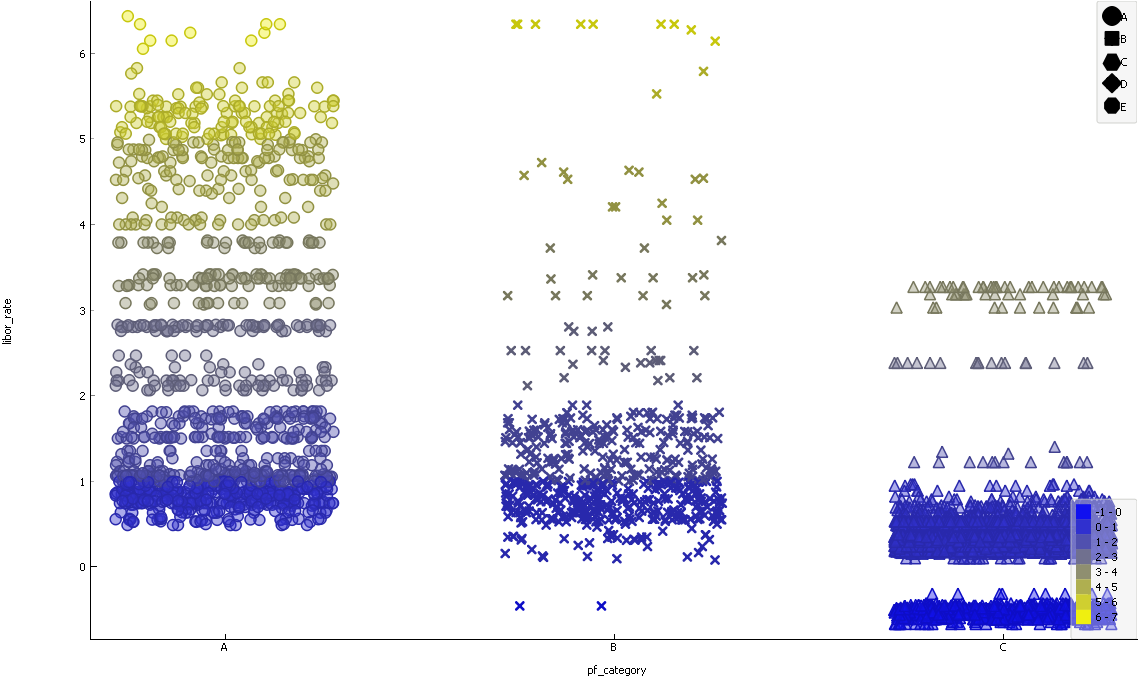 A
B
C
D
E
6
5
4
3
2
1
0
libor_rate
-1 - 0
0 - 1
1 - 2
2 - 3
3 - 4
4 - 5
5 - 6
6 - 7
A
B
C
pf_category